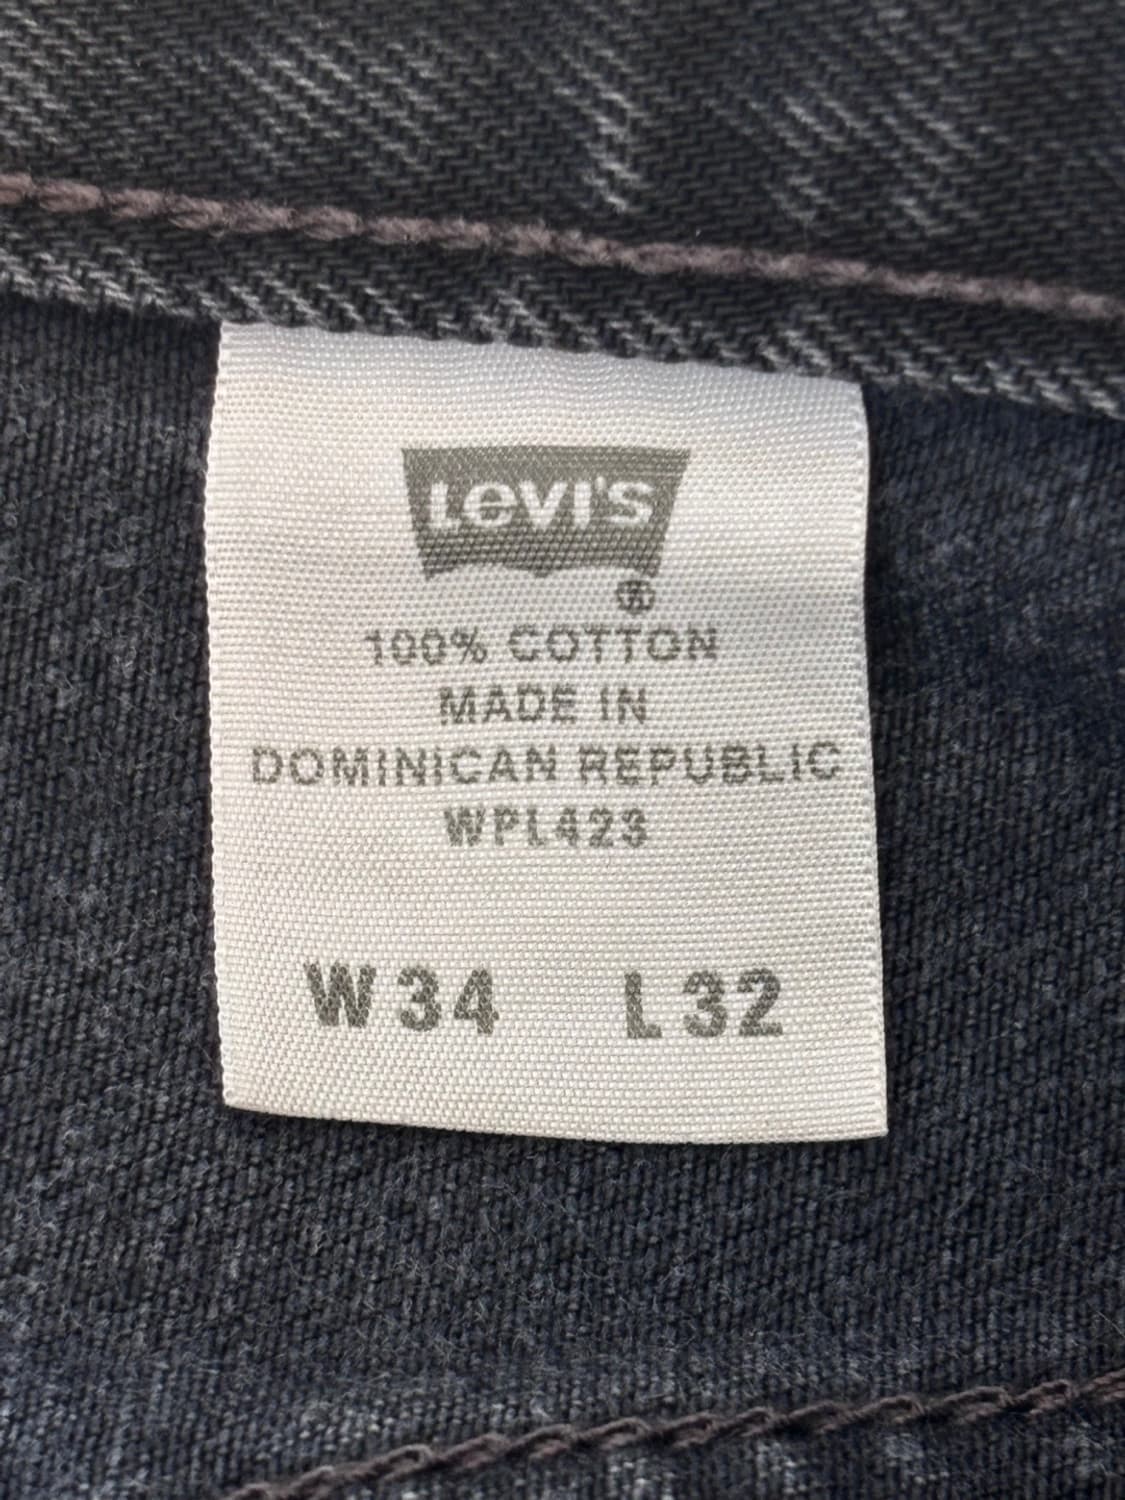 Levi's
®
100% COTTON
MADE IN
DOMINICAN REPUBLIC
WPL423
W34 L32